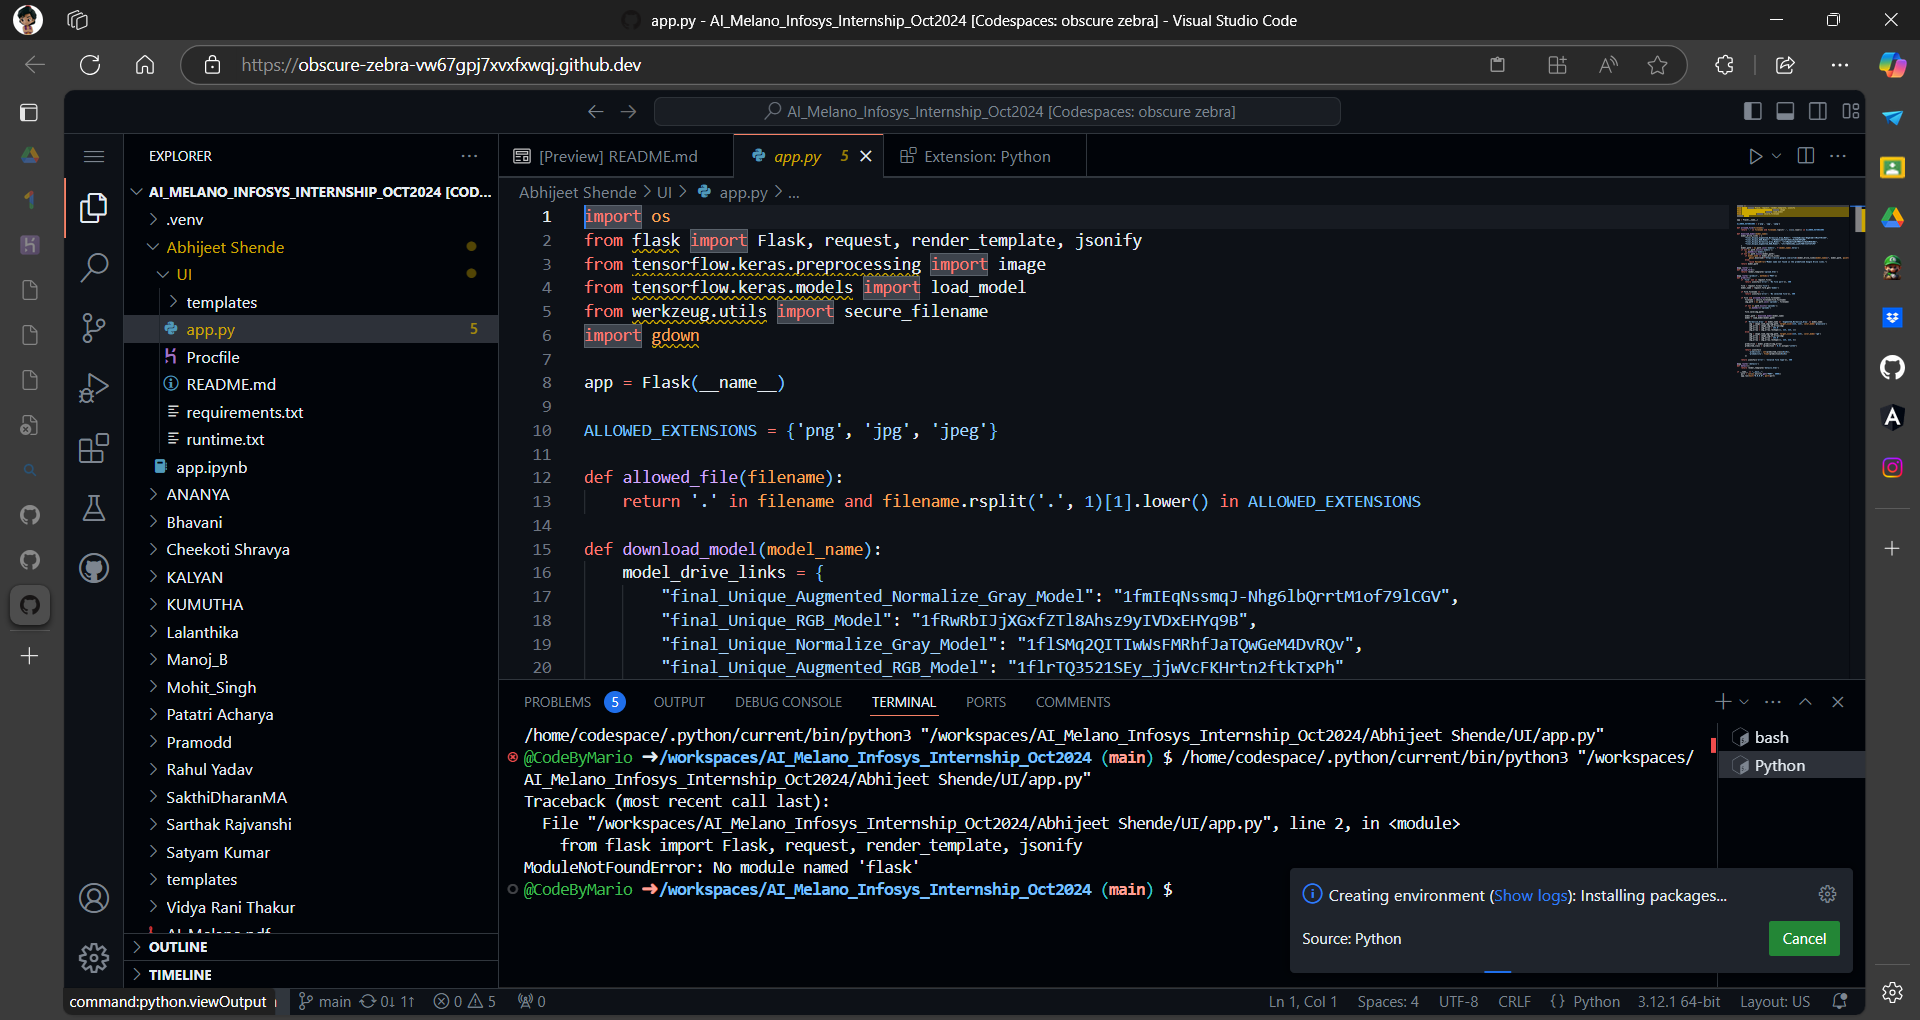 app.py - AI_Melano_Infosys_Internship_Oct2024 [Codespaces: obscure zebra] - Visual Studio Code
https://obscure-zebra-vw67gpj7xvxfxwqj.github.dev
AI_Melano_Infosys_Internship_Oct2024 [Codespaces: obscure zebra]
EXPLORER
AI_MELANO_INFOSYS_INTERNSHIP_OCT2024 [COD...
.venv
Abhijeet Shende
UI
templates
app.py 5
Procfile
README.md
requirements.txt
runtime.txt
app.ipynb
ANANYA
Bhavani
Cheekoti Shravya
KALYAN
KUMUTHA
Lalanthika
Manoj_B
Mohit_Singh
Patatri Acharya
Pramodd
Rahul Yadav
SakthiDharanMA
Sarthak Rajvanshi
Satyam Kumar
templates
Vidya Rani Thakur
OUTLINE
TIMELINE
[Preview] README.md
app.py 5
Extension: Python
Abhijeet Shende > UI > app.py > ...
1 import os
2 from flask import Flask, request, render_template, jsonify
3 from tensorflow.keras.preprocessing import image
4 from tensorflow.keras.models import load_model
5 from werkzeug.utils import secure_filename
6 import gdown
7
8 app = Flask(__name__)
9
10 ALLOWED_EXTENSIONS = {'png', 'jpg', 'jpeg'}
11
12 def allowed_file(filename):
13 return '.' in filename and filename.rsplit('.', 1)[1].lower() in ALLOWED_EXTENSIONS
14
15 def download_model(model_name):
16 model_drive_links = {
17 "final_Unique_Augmented_Normalize_Gray_Model": "1fmIEqNssmqJ-Nhg6lbQrrtM1of79lCGV",
18 "final_Unique_RGB_Model": "1fRwRbIJjXGxfZTl8Ahsz9yIVDxEHYq9B",
19 "final_Unique_Normalize_Gray_Model": "1flSMq2QITIwWsFMRhfJaTQwGeM4DvRQv",
20 "final_Unique_Augmented_RGB_Model": "1flrTQ3521SEy_jjwVcFKHrtn2ftkTxPh"
PROBLEMS 5 OUTPUT DEBUG CONSOLE TERMINAL PORTS COMMENTS
/home/codespace/.python/current/bin/python3 "/workspaces/AI_Melano_Infosys_Internship_Oct2024/Abhijeet Shende/UI/app.py"
@CodeByMario ➜/workspaces/AI_Melano_Infosys_Internship_Oct2024 (main) $ /home/codespace/.python/current/bin/python3 "/workspaces/
AI_Melano_Infosys_Internship_Oct2024/Abhijeet Shende/UI/app.py"
Traceback (most recent call last):
File "/workspaces/AI_Melano_Infosys_Internship_Oct2024/Abhijeet Shende/UI/app.py", line 2, in <module>
from flask import Flask, request, render_template, jsonify
ModuleNotFoundError: No module named 'flask'
@CodeByMario ➜/workspaces/AI_Melano_Infosys_Internship_Oct2024 (main) $
bash
Python
Creating environment (Show logs): Installing packages...
Source: Python
Cancel
command:python.viewOutput
main 0↓ 1↑ 0 5 0
Ln 1, Col 1 Spaces: 4 UTF-8 CRLF {} Python 3.12.1 64-bit Layout: US